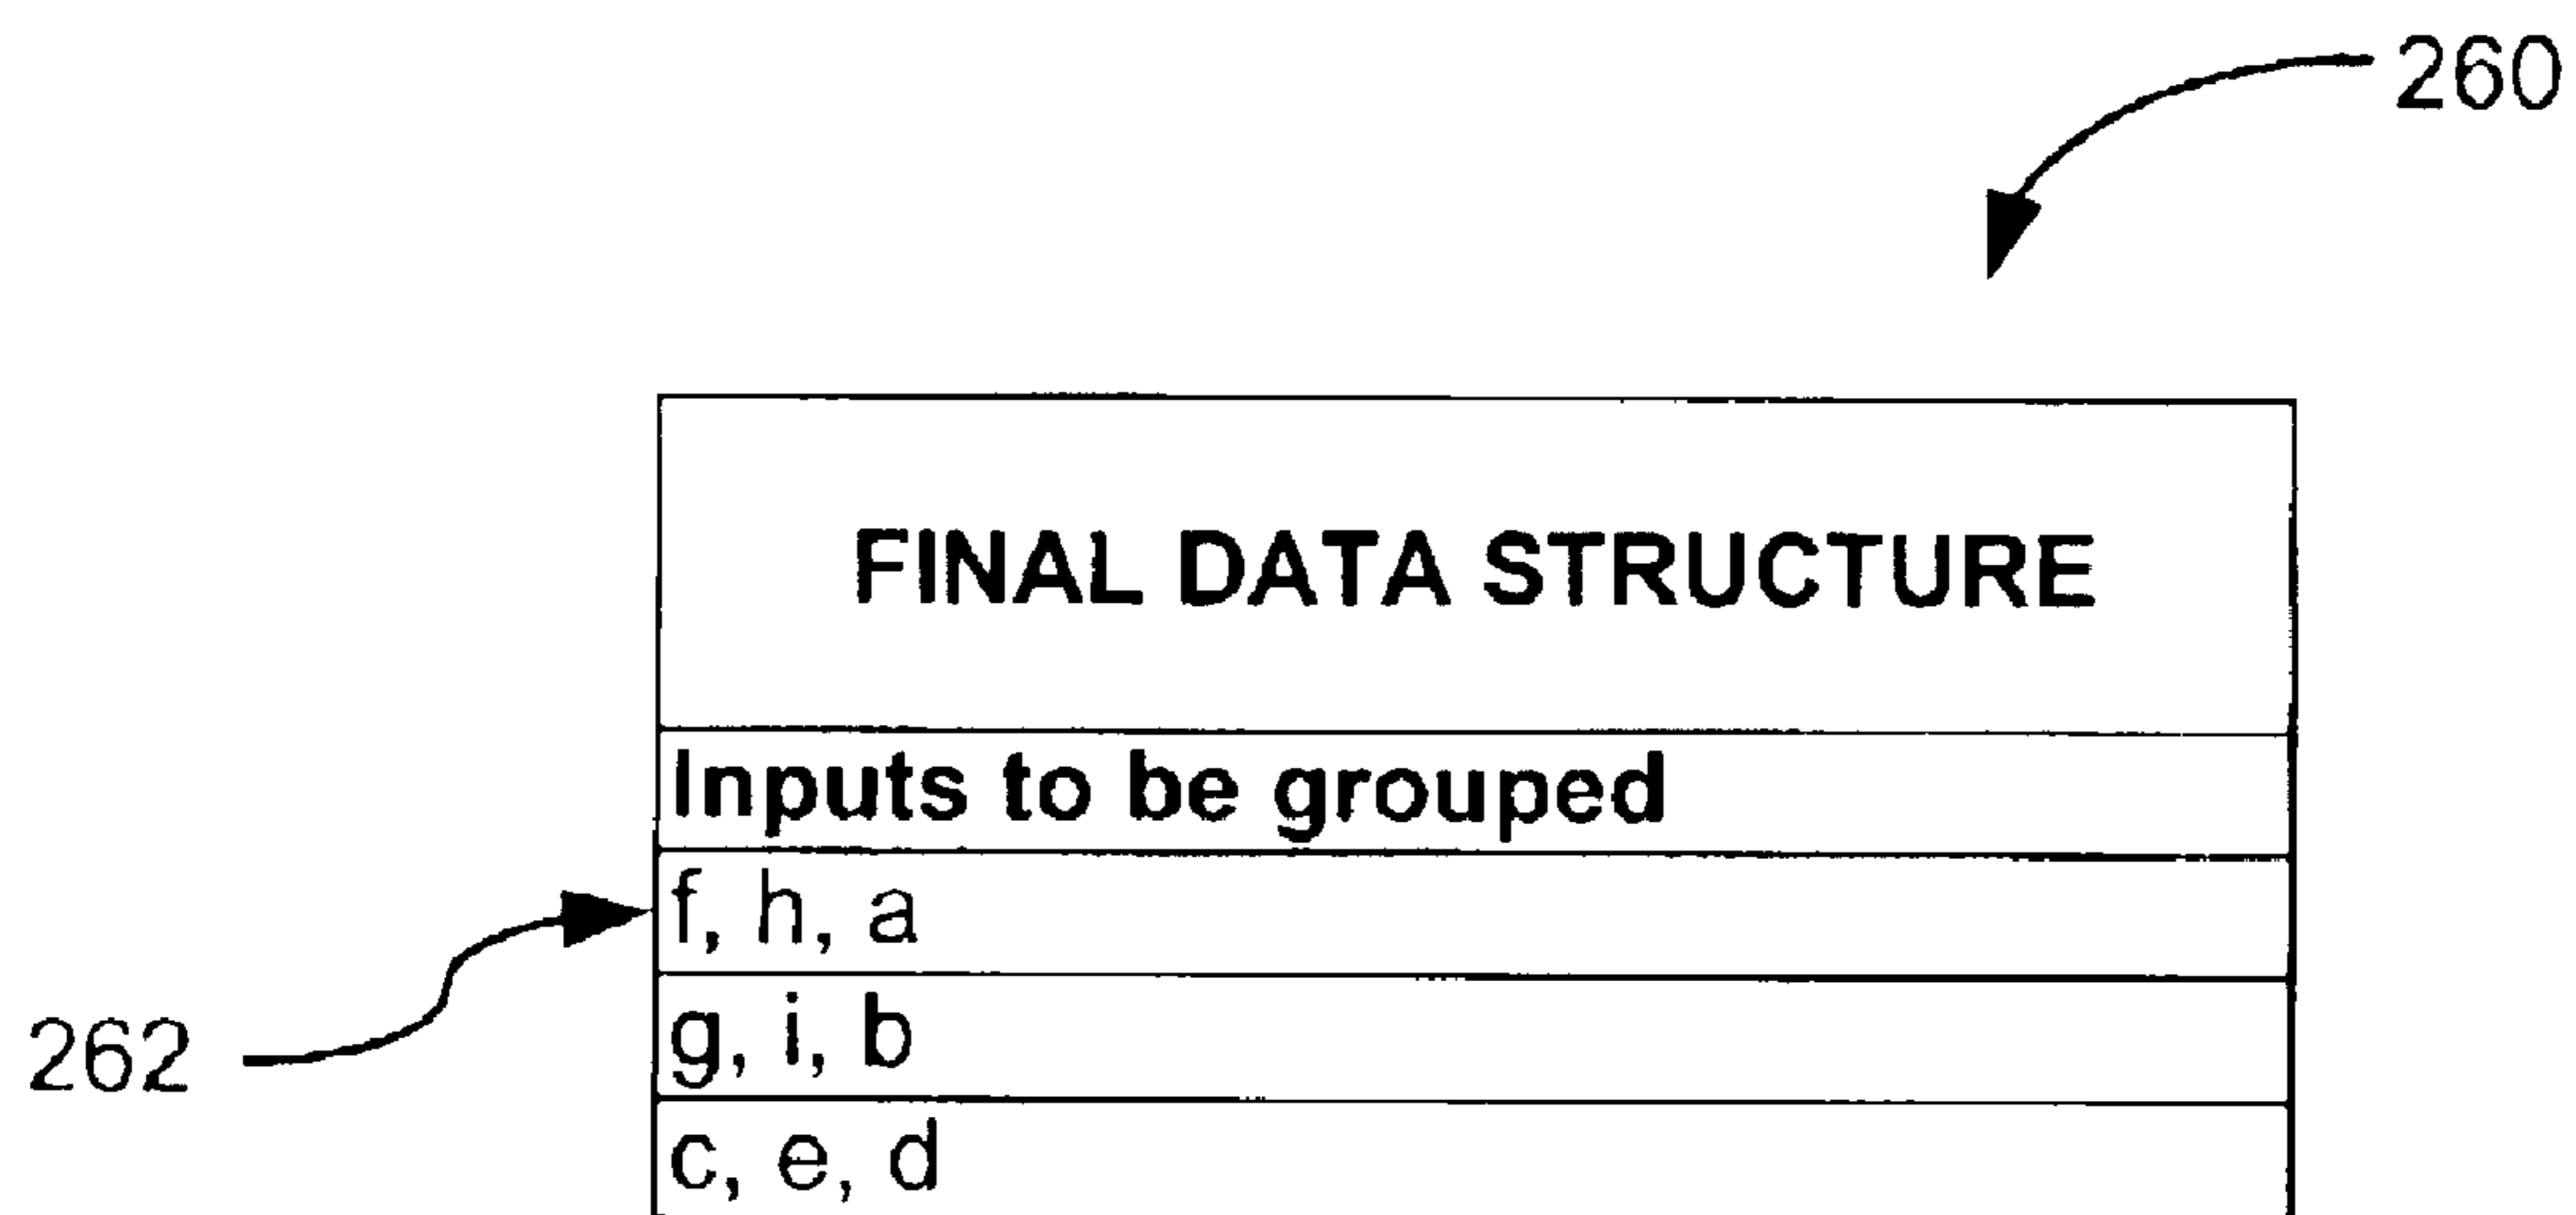 260
FINAL DATA STRUCTURE
Inputs to be grouped
f, h, a
262
g, i, b
c, e, d